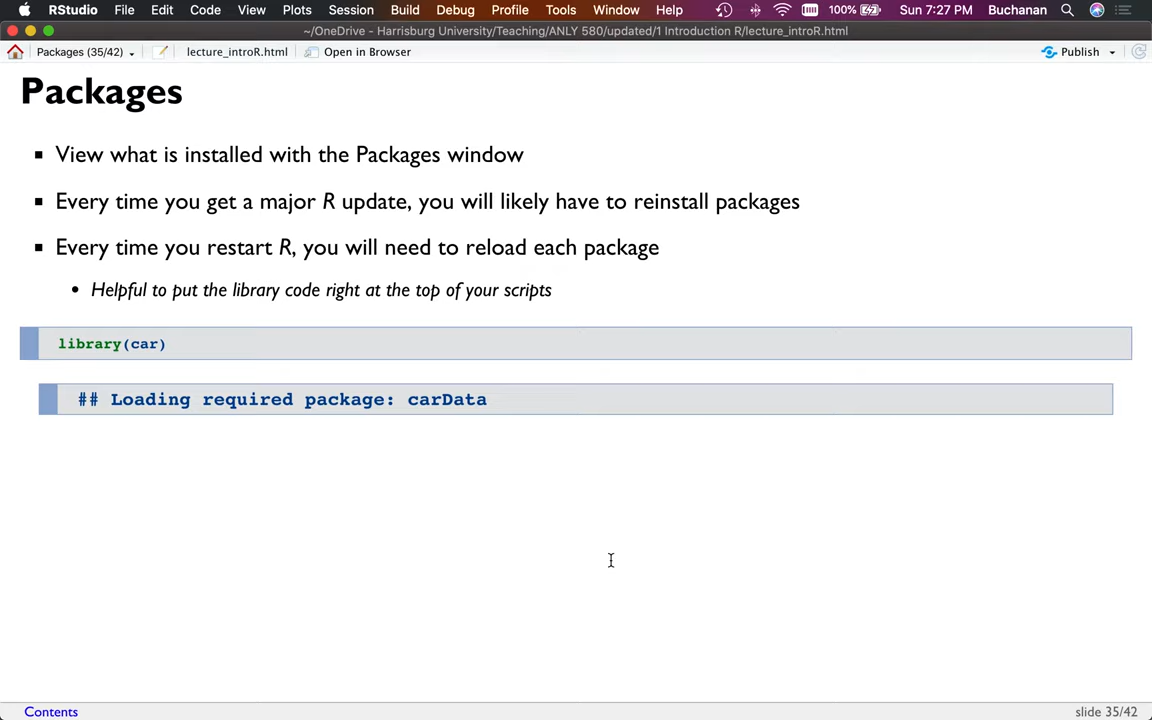 RStudio File Edit Code View Plots Session Build Debug Profile Tools Window Help 100% Sun 7:27 PM Buchanan
~/OneDrive - Harrisburg University/Teaching/ANLY 580/updated/1 Introduction R/lecture_introR.html
Packages (35/42) lecture_introR.html Open in Browser Publish
Packages
View what is installed with the Packages window
Every time you get a major R update, you will likely have to reinstall packages
Every time you restart R, you will need to reload each package
Helpful to put the library code right at the top of your scripts
library(car)
## Loading required package: carData
Contents slide 35/42